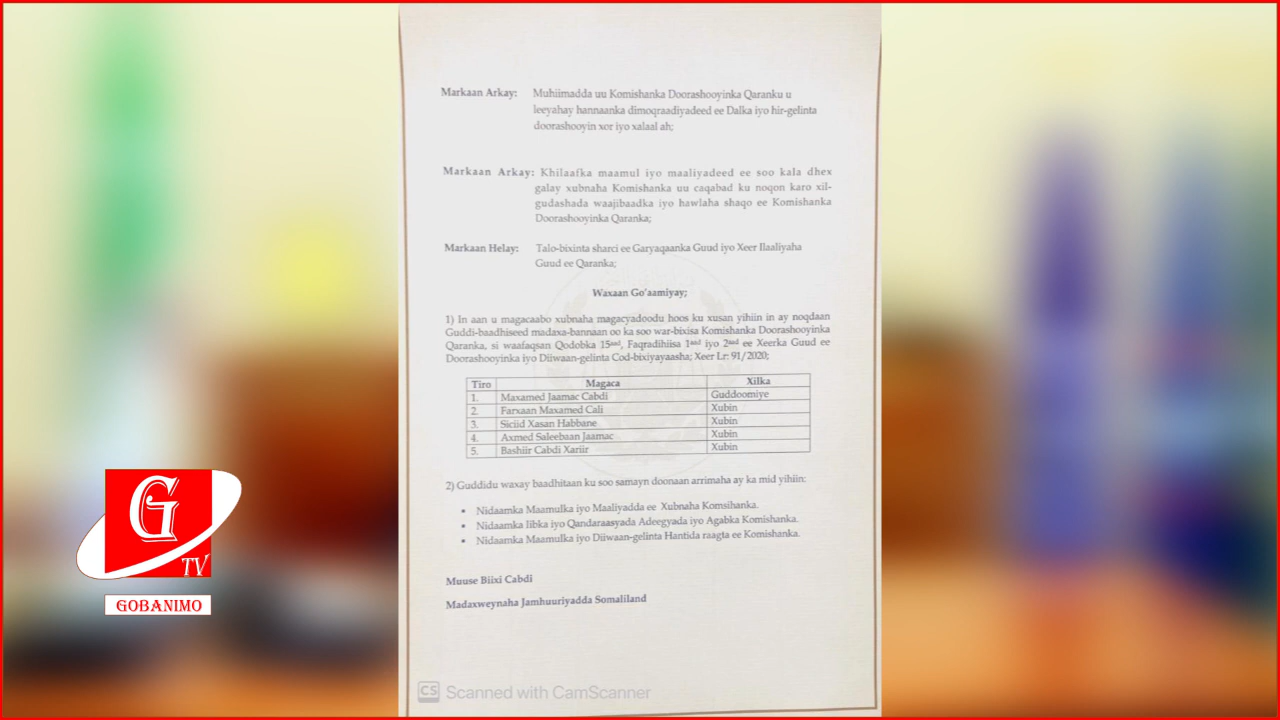 Markaan Arkay: Muhiimadda uu Komishanka Doorashooyinka Qaranku u
leeyahay hannaanka dimoqraadiyadeed ee Dalka iyo hir-gelinta
doorashooyin xor iyo xalaal ah;
Markaan Arkay: Khilaafka maamul iyo maaliyadeed ee soo kala dhex
galay xubnaha Komishanka uu caqabad ku noqon karo xil-
gudashada waajibaadka iyo hawlaha shaqo ee Komishanka
Doorashooyinka Qaranka;
Markaan Helay: Talo-bixinta sharci ee Garyaqaanka Guud iyo Xeer Ilaaliyaha
Guud ee Qaranka;
Waxaan Go'aamiyay;
1) In aan u magacaabo xubnaha magacyadoodu hoos ku xusan yihiin in ay noqdaan
Guddi-baadhiseed madaxa-bannaan oo ka soo war-bixisa Komishanka Doorashooyinka
Qaranka, si waafaqsan Qodobka 15aad, Faqradihiisa 1aad iyo 2aad ee Xeerka Guud ee
Doorashooyinka iyo Diiwaan-gelinta Cod-bixiyayaasha; Xeer Lr: 91/2020;
Tiro Magaca Xilka
1. Maxamed Jaamac Cabdi Guddoomiye
2. Farxaan Maxamed Cali Xubin
3. Siciid Xasan Habbane Xubin
4. Axmed Saleebaan Jaamac Xubin
5. Bashiir Cabdi Xariir Xubin
2) Guddidu waxay baadhitaan ku soo samayn doonaan arrimaha ay ka mid yihiin:
• Nidaamka Maamulka iyo Maaliyadda ee Xubnaha Komsihanka.
• Nidaamka Iibka iyo Qandaraasyada Adeegyada iyo Agabka Komishanka.
• Nidaamka Maamulka iyo Diiwaan-gelinta Hantida raagta ee Komishanka.
Muuse Biixi Cabdi
Madaxweynaha Jamhuuriyadda Somaliland
CS Scanned with CamScanner
G
TV
GOBANIMO